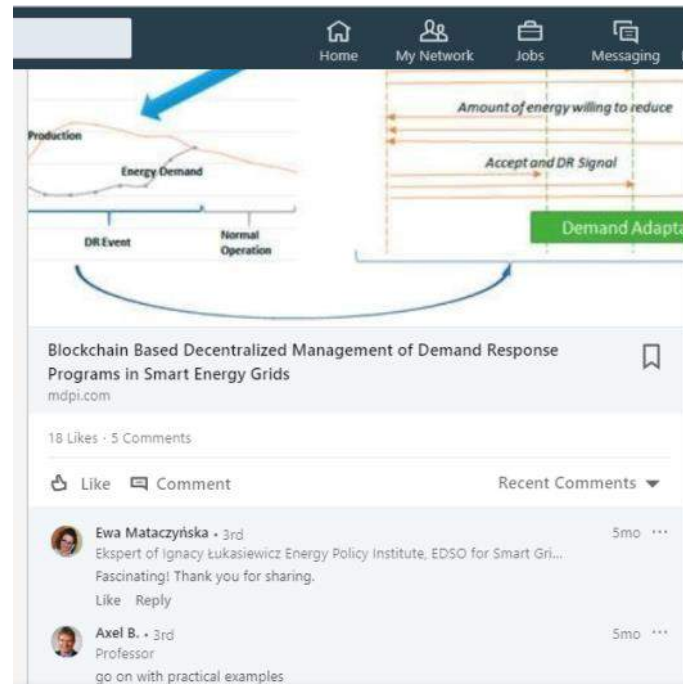 Home
My Network
Jobs
Messaging
Production
Energy Demand
DR Event
Normal
Operation
Amount of energy willing to reduce
Accept and DR Signal
Demand Adapta
Blockchain Based Decentralized Management of Demand Response
Programs in Smart Energy Grids
mdpi.com
18 Likes · 5 Comments
Like Comment Recent Comments
Ewa Mataczyńska • 3rd 5mo ···
Ekspert of Ignacy Łukasiewicz Energy Policy Institute, EDSO for Smart Gri...
Fascinating! Thank you for sharing.
Like Reply
Axel B. • 3rd 5mo ···
Professor
go on with practical examples